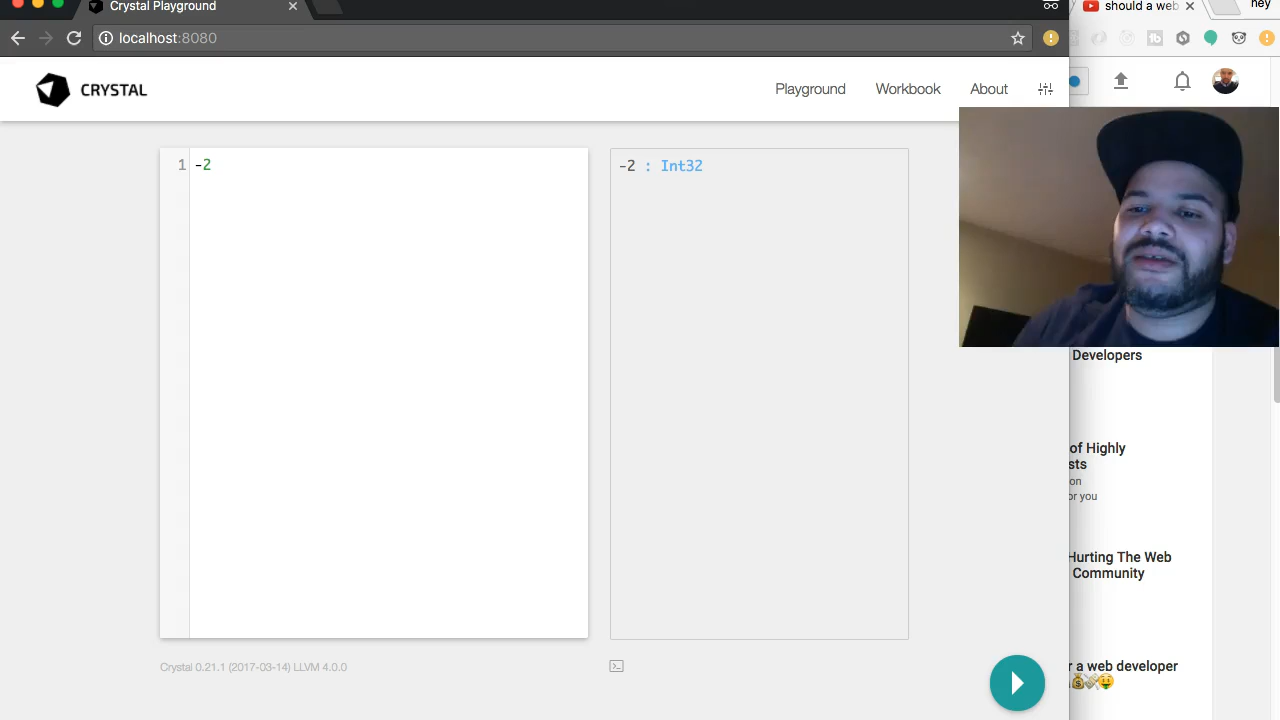 Crystal Playground
should a web
hey
localhost:8080
CRYSTAL
Playground
Workbook
About
1 -2
-2 : Int32
Developers
of Highly
sts
on
or you
Hurting The Web
Community
r a web developer
Crystal 0.21.1 (2017-03-14) LLVM 4.0.0